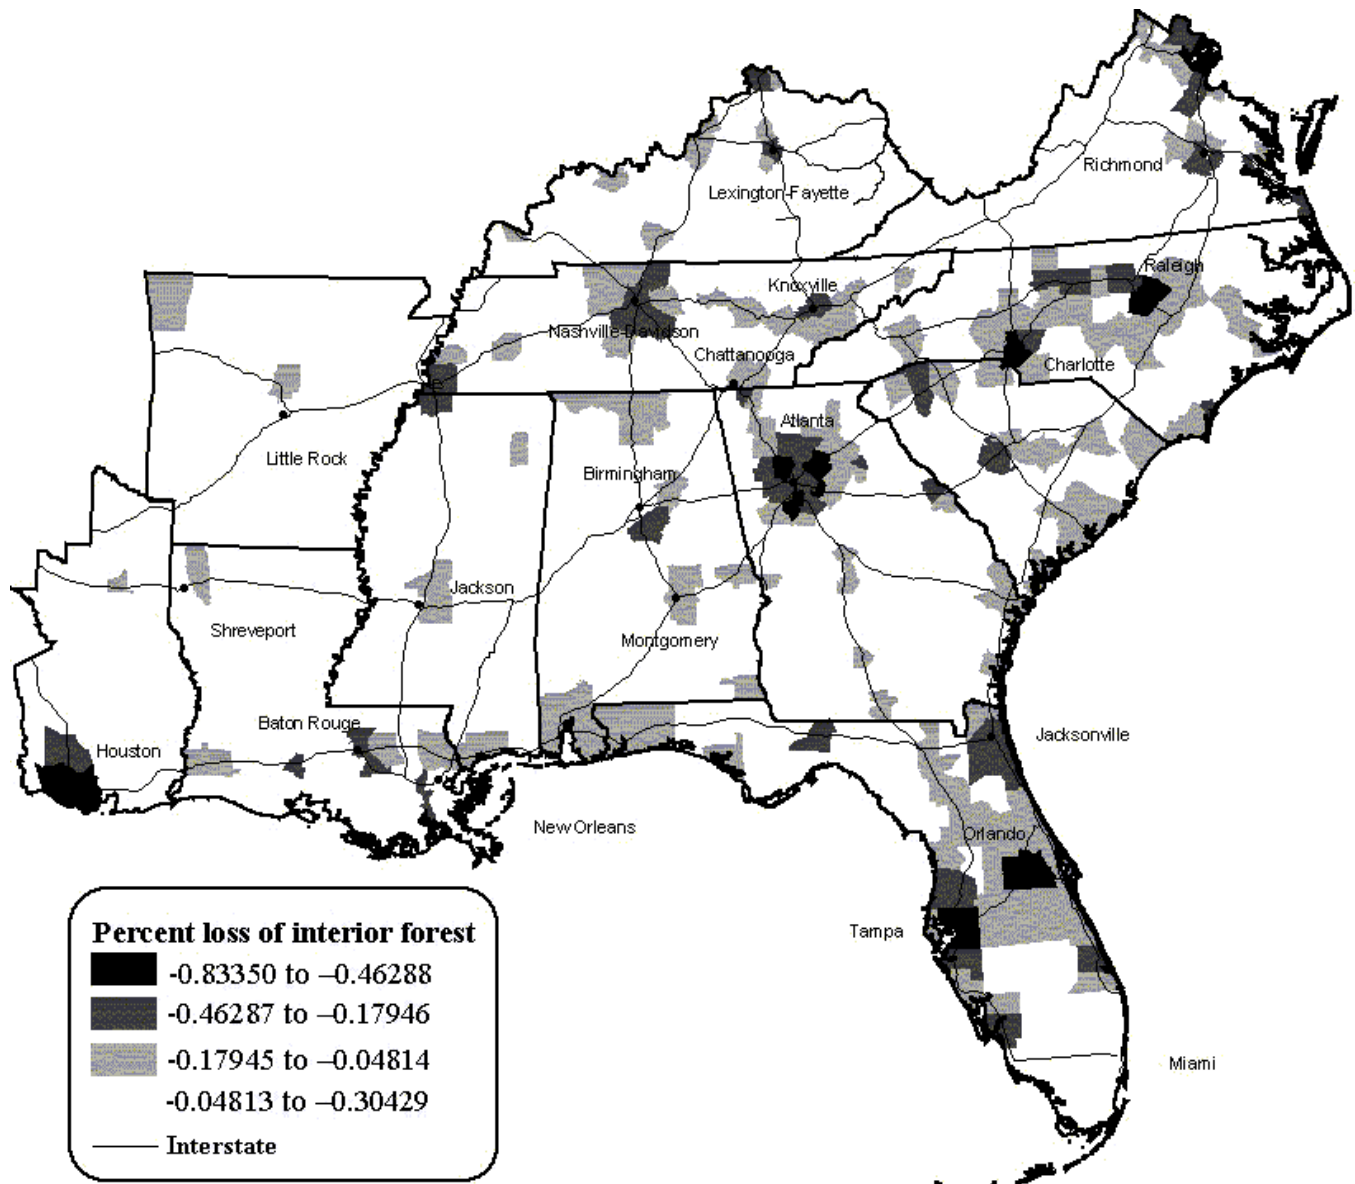 Richmond
Lexington-Fayette
Raleigh
Knoxville
Nashville-Davidson
Chattanooga
Charlotte
Atlanta
Little Rock
Birmingham
Jackson
Shreveport
Montgomery
Baton Rouge
Houston
Jacksonville
New Orleans
Orlando
Tampa
Miami
Percent loss of interior forest
-0.83350 to –0.46288
-0.46287 to –0.17946
-0.17945 to –0.04814
-0.04813 to –0.30429
Interstate